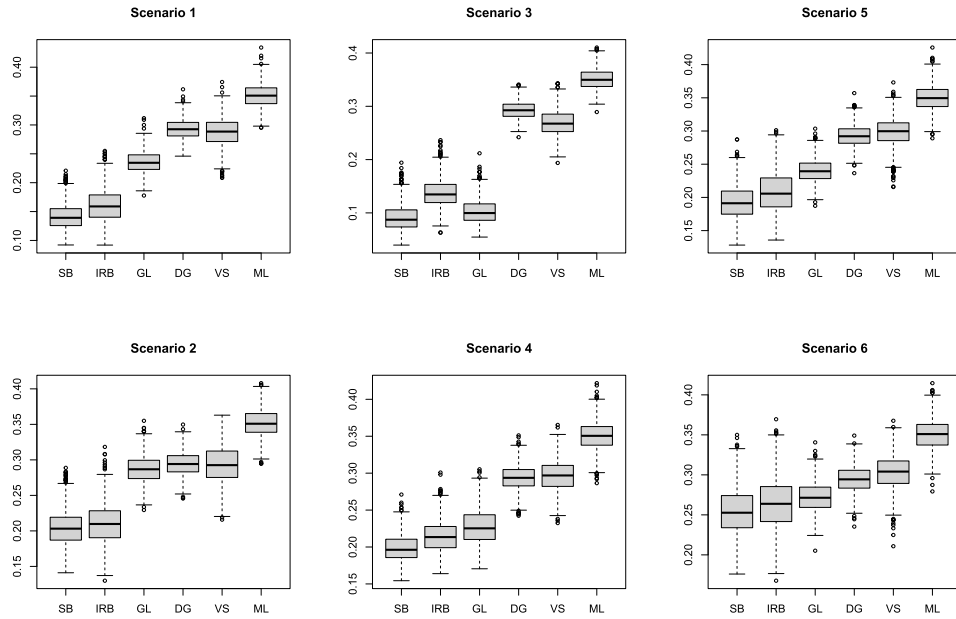 Scenario 1
0.40
0.30
0.20
0.10
SB IRB GL DG VS ML
Scenario 3
0.4
0.3
0.2
0.1
SB IRB GL DG VS ML
Scenario 5
0.40
0.35
0.30
0.25
0.20
0.15
SB IRB GL DG VS ML
Scenario 2
0.40
0.35
0.30
0.25
0.20
0.15
SB IRB GL DG VS ML
Scenario 4
0.40
0.35
0.30
0.25
0.20
0.15
SB IRB GL DG VS ML
Scenario 6
0.40
0.35
0.30
0.25
0.20
SB IRB GL DG VS ML